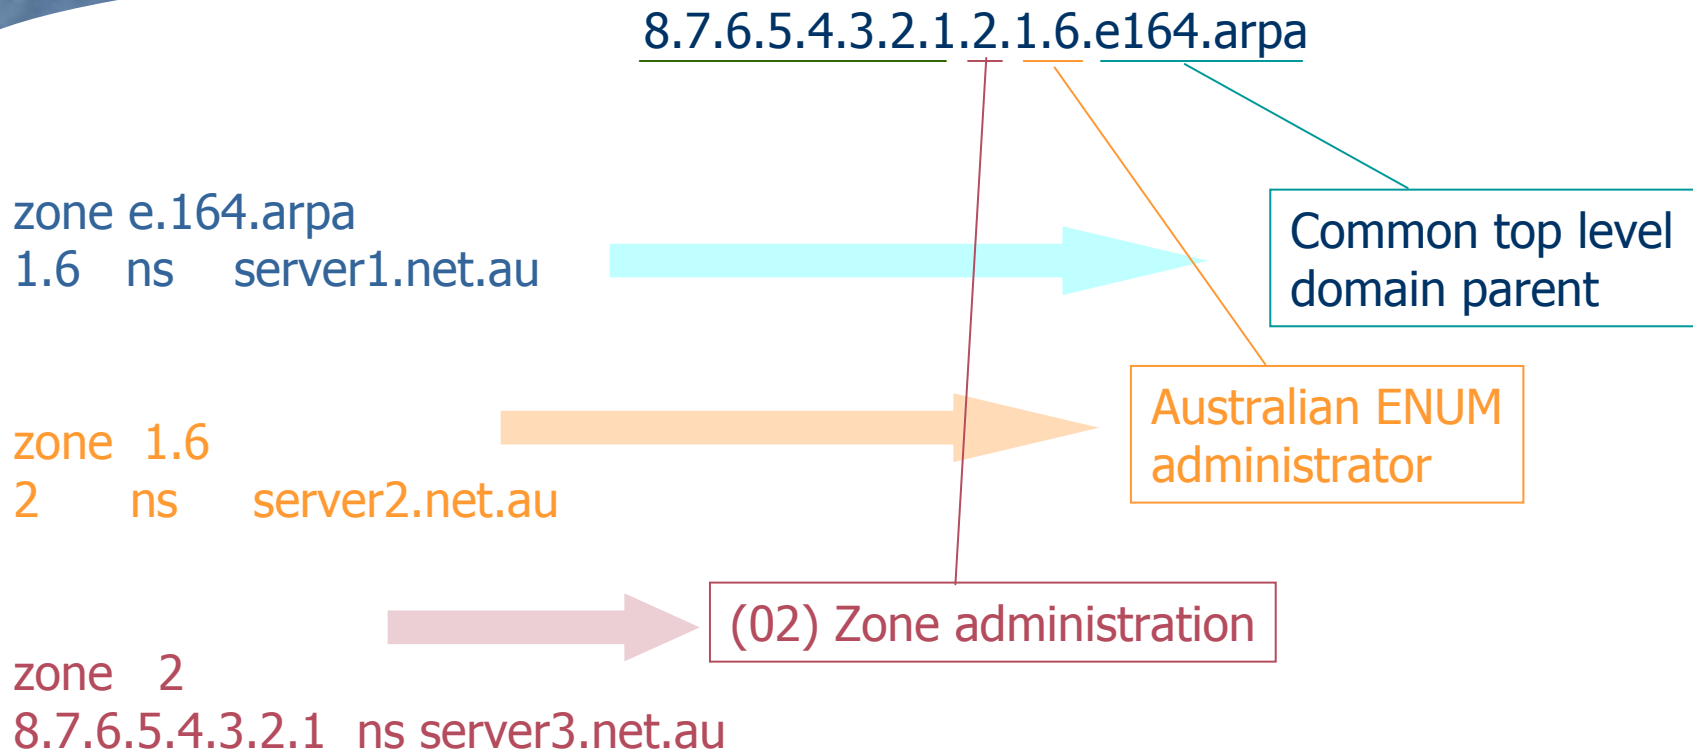 8.7.6.5.4.3.2.1.2.1.6.e164.arpa
zone e.164.arpa
1.6 ns server1.net.au
Common top level
domain parent
zone 1.6
2 ns server2.net.au
Australian ENUM
administrator
(02) Zone administration
zone 2
8.7.6.5.4.3.2.1 ns server3.net.au